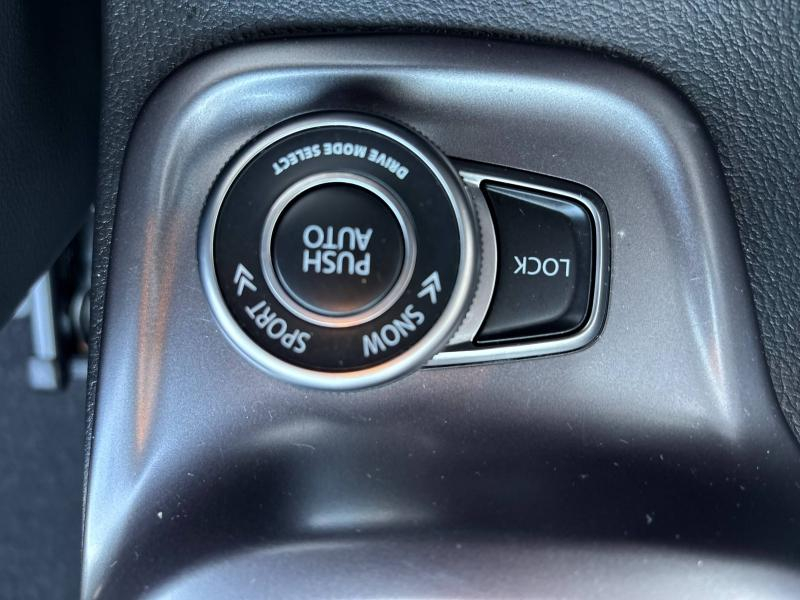 SNOW
SPORT
PUSH
AUTO
DRIVE MODE SELECT
LOCK